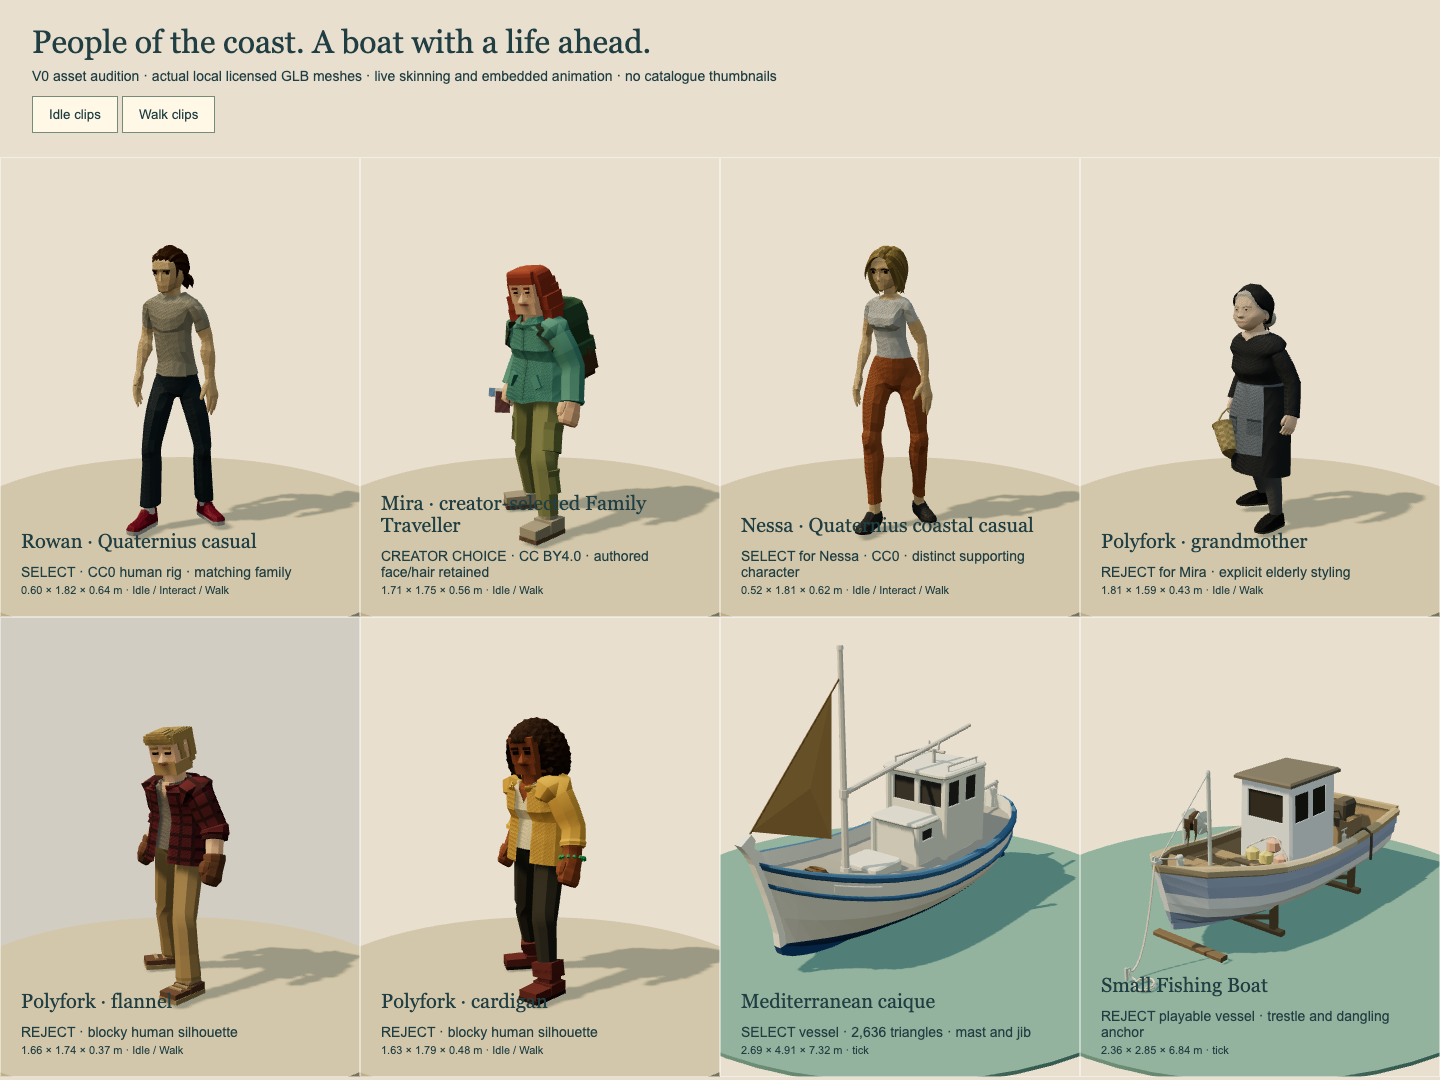 People of the coast. A boat with a life ahead.
V0 asset audition · actual local licensed GLB meshes · live skinning and embedded animation · no catalogue thumbnails
Idle clips
Walk clips
Rowan · Quaternius casual
SELECT · CC0 human rig · matching family
0.60 × 1.82 × 0.64 m · Idle / Interact / Walk
Mira · creator-selected Family
Traveller
CREATOR CHOICE · CC BY4.0 · authored
face/hair retained
1.71 × 1.75 × 0.56 m · Idle / Walk
Nessa · Quaternius coastal casual
SELECT for Nessa · CC0 · distinct supporting
character
0.52 × 1.81 × 0.62 m · Idle / Interact / Walk
Polyfork · grandmother
REJECT for Mira · explicit elderly styling
1.81 × 1.59 × 0.43 m · Idle / Walk
Polyfork · flannel
REJECT · blocky human silhouette
1.66 × 1.74 × 0.37 m · Idle / Walk
Polyfork · cardigan
REJECT · blocky human silhouette
1.63 × 1.79 × 0.48 m · Idle / Walk
Mediterranean caique
SELECT vessel · 2,636 triangles · mast and jib
2.69 × 4.91 × 7.32 m · tick
Small Fishing Boat
REJECT playable vessel · trestle and dangling
anchor
2.36 × 2.85 × 6.84 m · tick